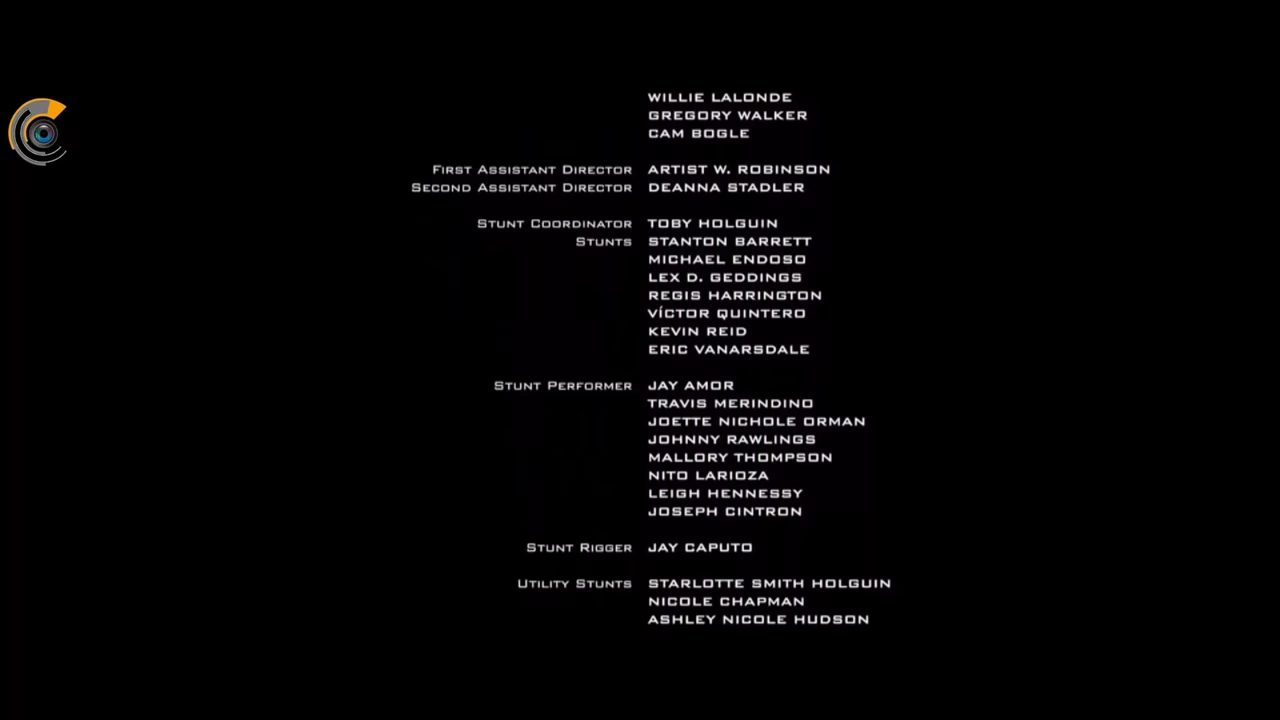 WILLIE LALONDE
GREGORY WALKER
CAM BOGLE
FIRST ASSISTANT DIRECTOR ARTIST W. ROBINSON
SECOND ASSISTANT DIRECTOR DEANNA STADLER
STUNT COORDINATOR TOBY HOLGUIN
STUNTS STANTON BARRETT
MICHAEL ENDOSO
LEX D. GEDDINGS
REGIS HARRINGTON
VÍCTOR QUINTERO
KEVIN REID
ERIC VANARSDALE
STUNT PERFORMER JAY AMOR
TRAVIS MERINDINO
JOETTE NICHOLE ORMAN
JOHNNY RAWLINGS
MALLORY THOMPSON
NITO LARIOZA
LEIGH HENNESSY
JOSEPH CINTRON
STUNT RIGGER JAY CAPUTO
UTILITY STUNTS STARLOTTE SMITH HOLGUIN
NICOLE CHAPMAN
ASHLEY NICOLE HUDSON